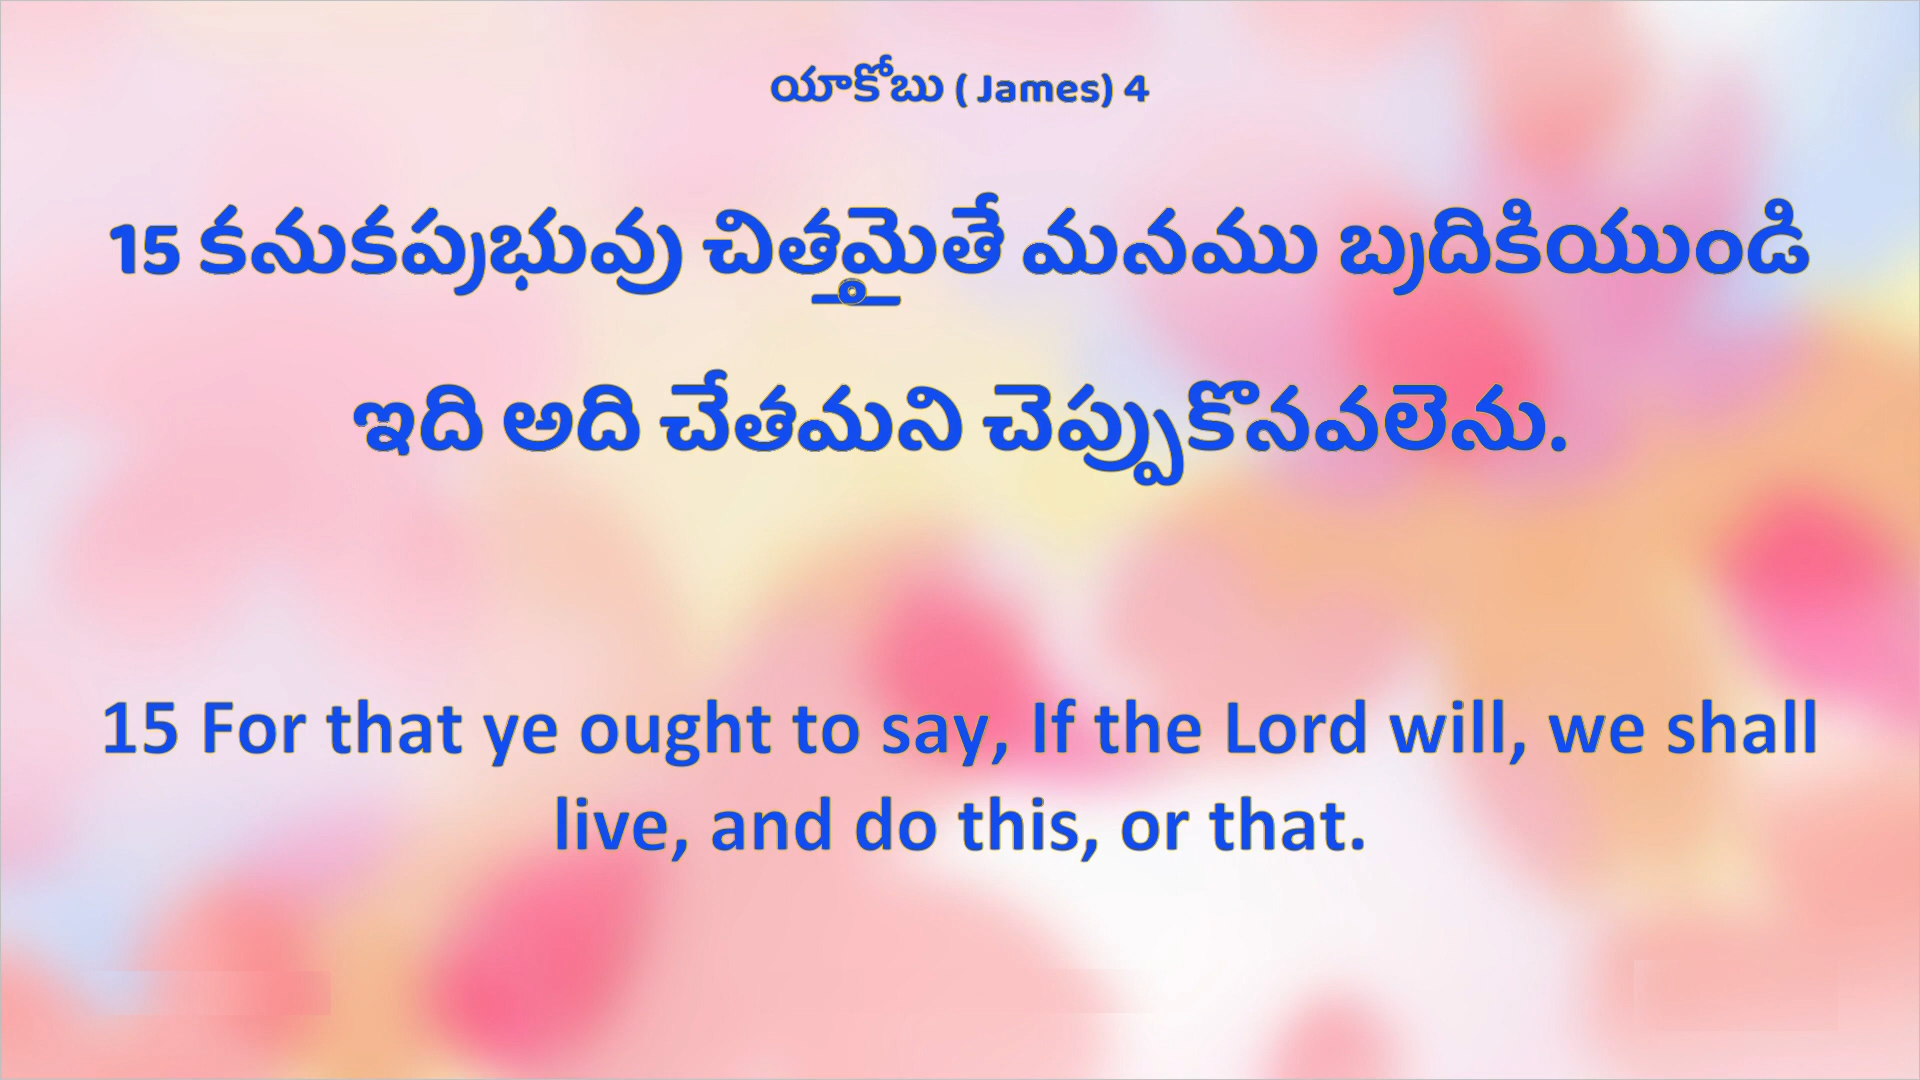 యాకోబు ( James) 4
15 కనుకప్రభువు చిత్తమైతే మనము బ్రదికియుండి
ఇది అది చేతమని చెప్పుకొనవలెను.
15 For that ye ought to say, If the Lord will, we shall
live, and do this, or that.